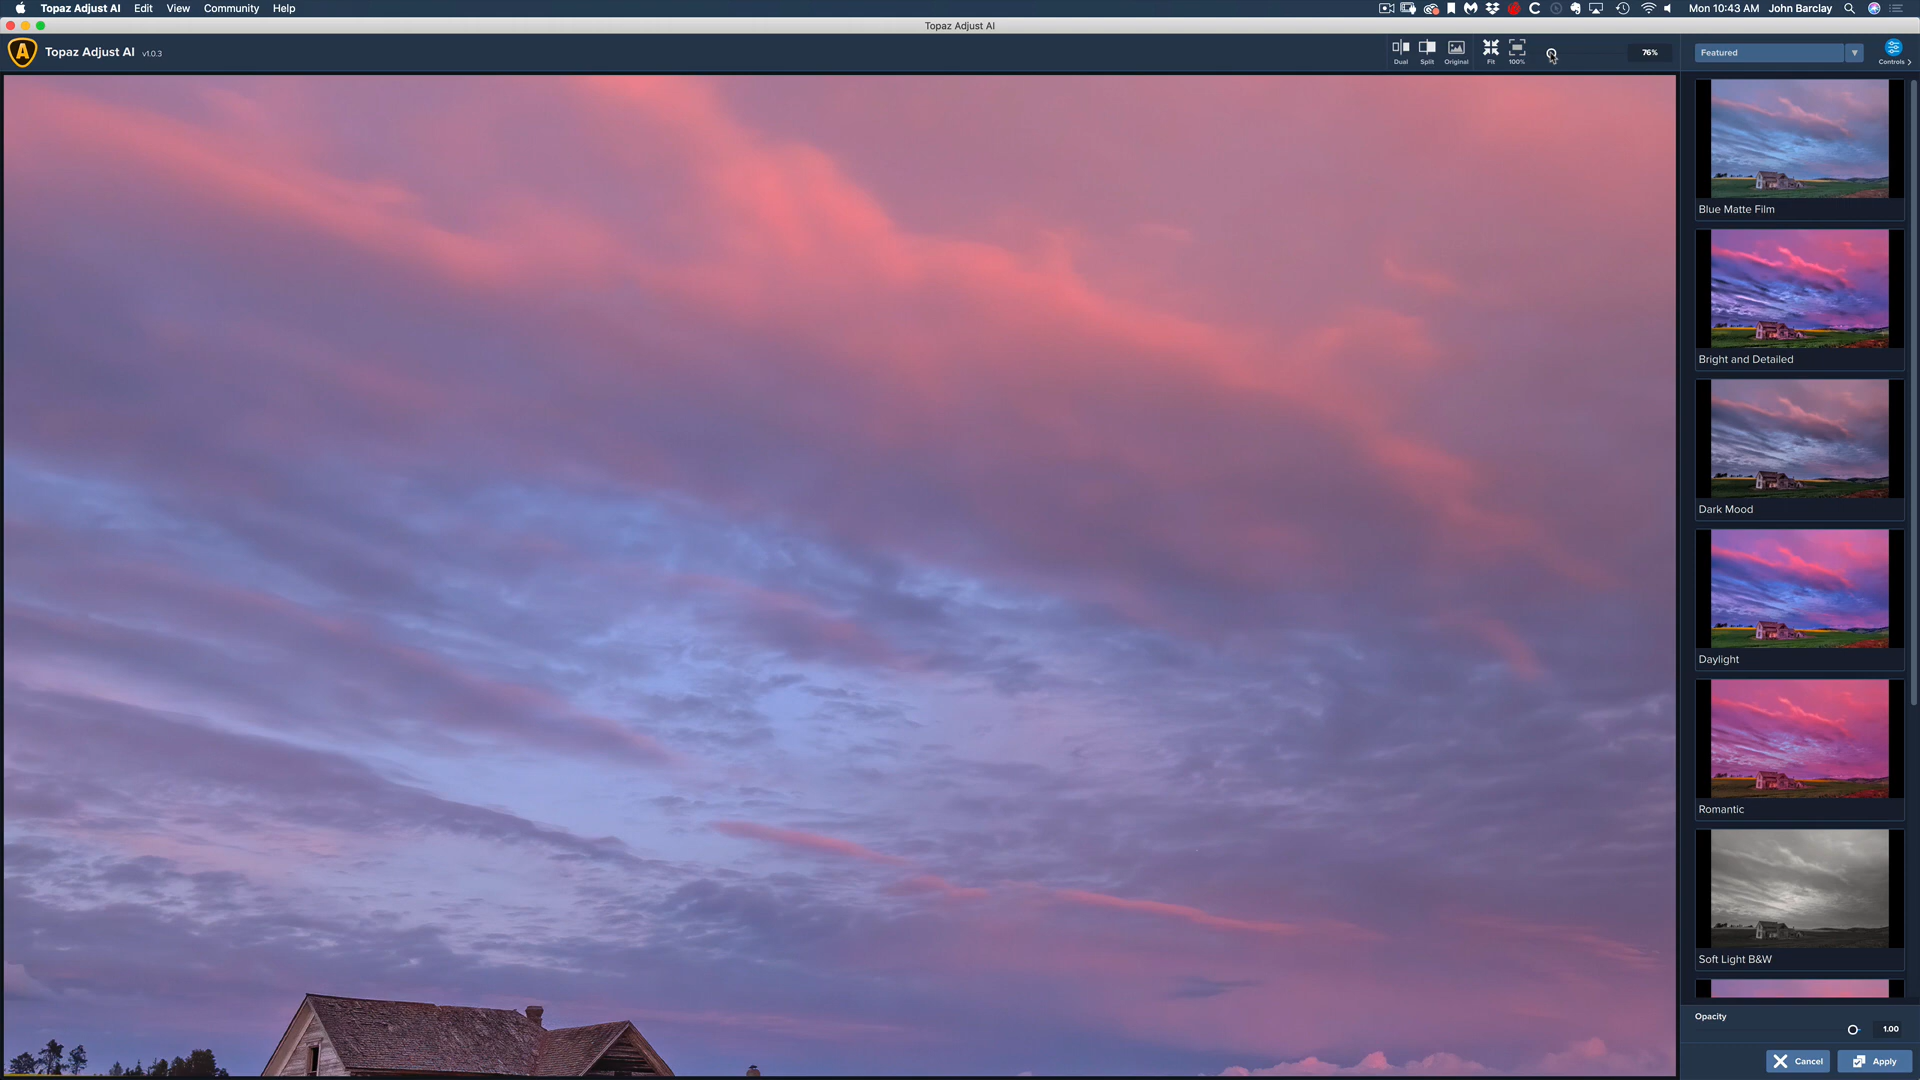 Topaz Adjust AI Edit View Community Help Mon 10:43 AM John Barclay
Topaz Adjust AI
Topaz Adjust AI v1.0.3
Dual Split Original Fit 100% 76% Featured Controls
Blue Matte Film
Bright and Detailed
Dark Mood
Daylight
Romantic
Soft Light B&W
Opacity
1.00
Cancel Apply